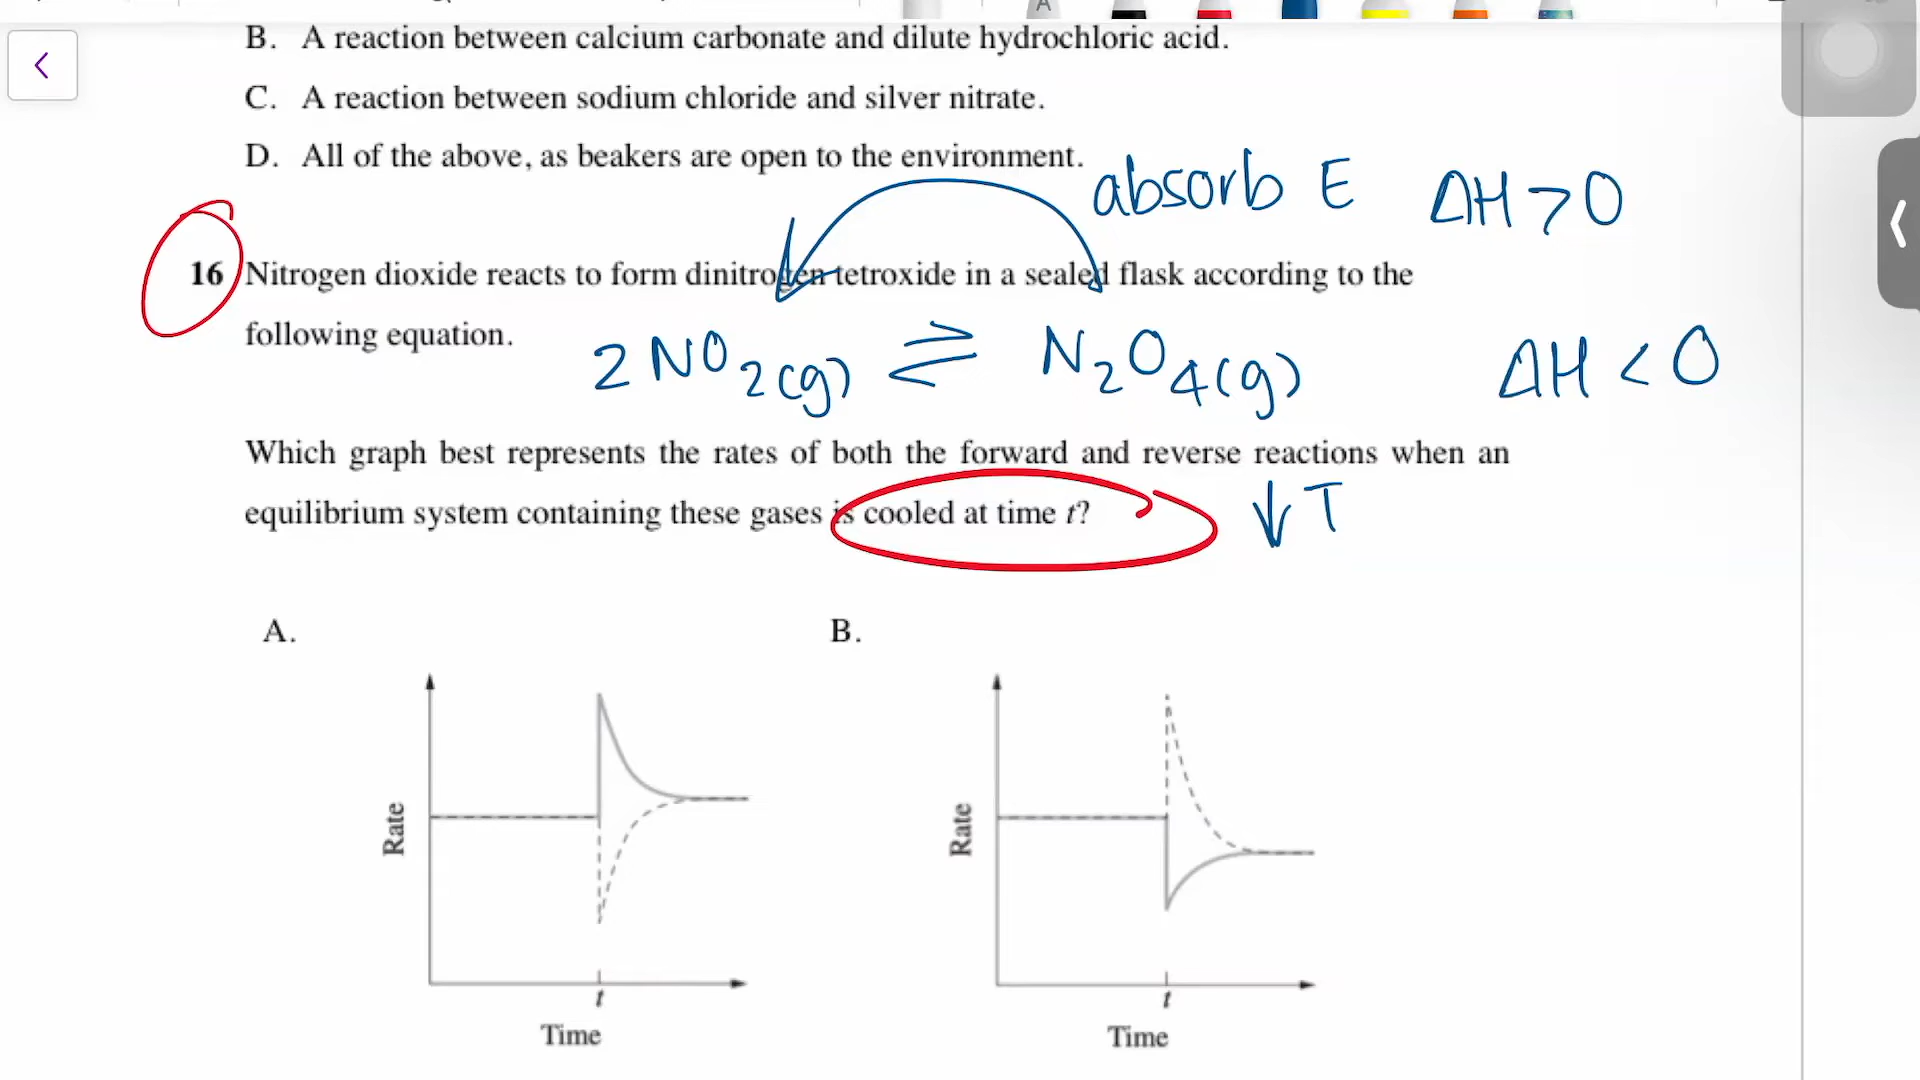 B. A reaction between calcium carbonate and dilute hydrochloric acid.
C. A reaction between sodium chloride and silver nitrate.
D. All of the above, as beakers are open to the environment.
absorb E ΔH > 0
16 Nitrogen dioxide reacts to form dinitrogen tetroxide in a sealed flask according to the
following equation.
2 NO2(g) ⇌ N2O4(g) ΔH < 0
Which graph best represents the rates of both the forward and reverse reactions when an
equilibrium system containing these gases is cooled at time t?
↓ T
A.
Rate
t
Time
B.
Rate
t
Time